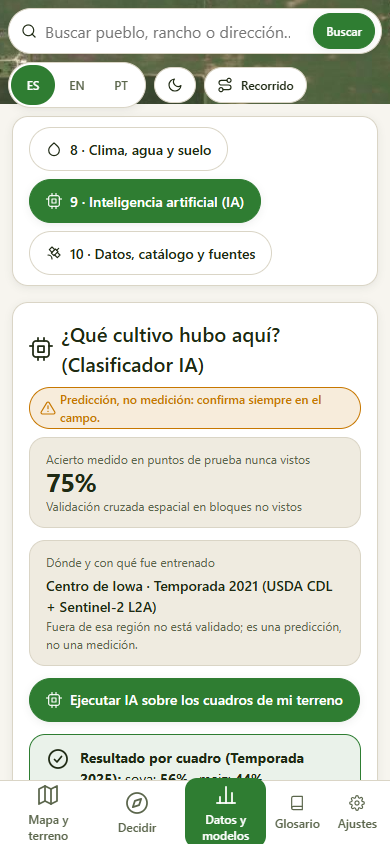 Buscar pueblo, rancho o dirección..
Buscar
ES
EN
PT
Recorrido
8 · Clima, agua y suelo
9 · Inteligencia artificial (IA)
10 · Datos, catálogo y fuentes
¿Qué cultivo hubo aquí?
(Clasificador IA)
Predicción, no medición: confirma siempre en el
campo.
Acierto medido en puntos de prueba nunca vistos
75%
Validación cruzada espacial en bloques no vistos
Dónde y con qué fue entrenado
Centro de Iowa · Temporada 2021 (USDA CDL
+ Sentinel-2 L2A)
Fuera de esa región no está validado; es una predicción,
no una medición.
Ejecutar IA sobre los cuadros de mi terreno
Resultado por cuadro (Temporada
2025): soya: 56% · maiz: 44%
Mapa y
terreno
Decidir
Datos y
modelos
Glosario
Ajustes